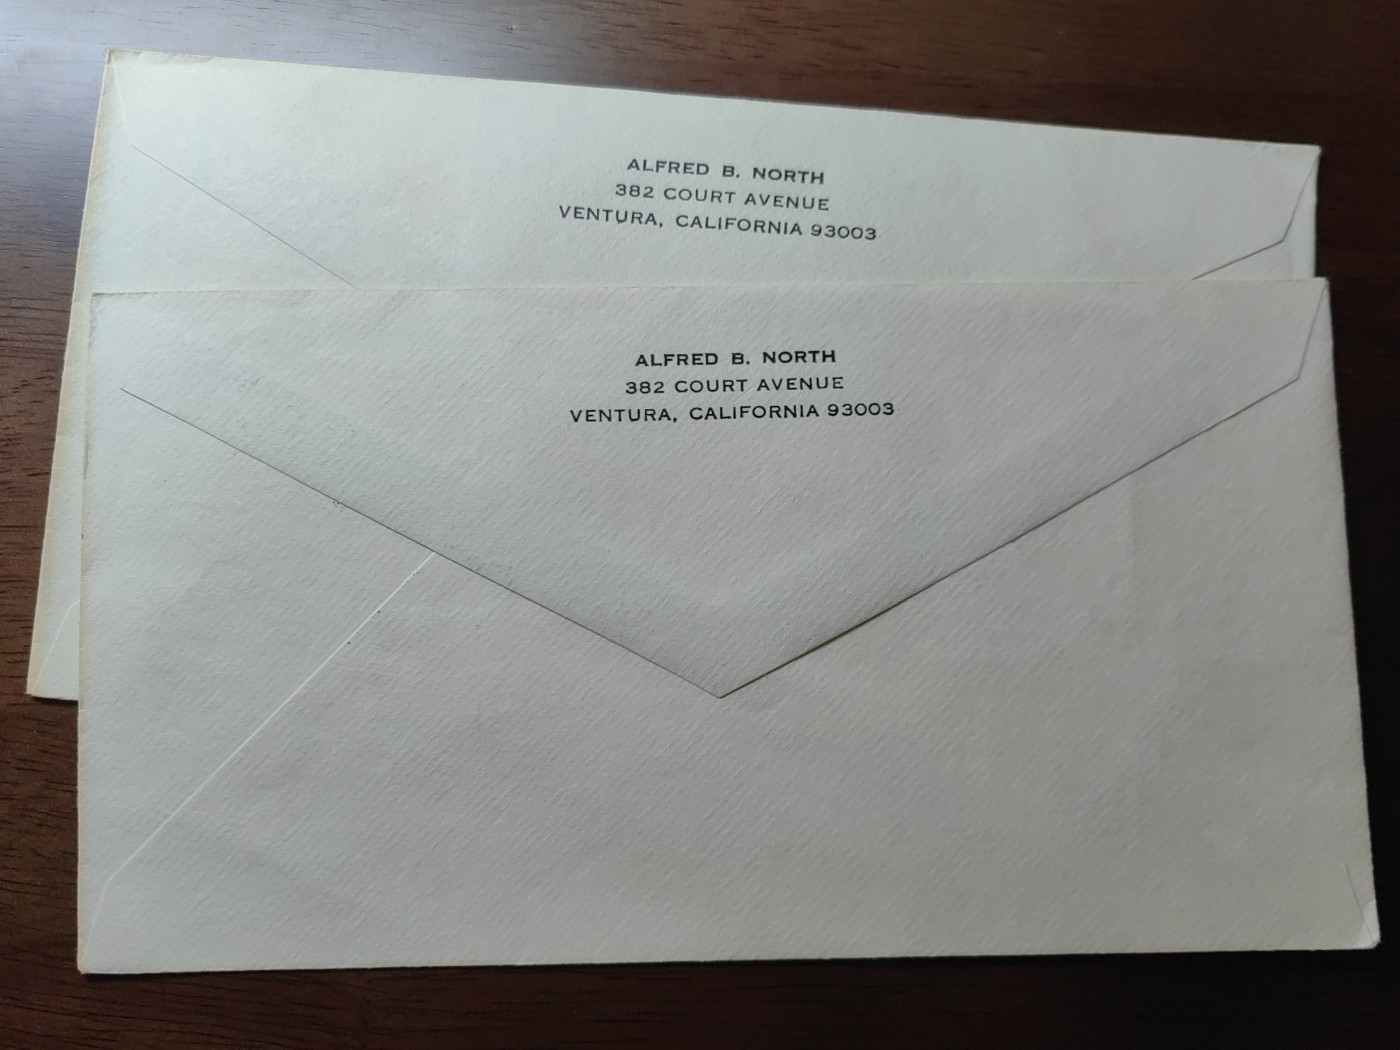 ALFRED B. NORTH
382 COURT AVENUE
VENTURA, CALIFORNIA 93003
ALFRED B. NORTH
382 COURT AVENUE
VENTURA, CALIFORNIA 93003